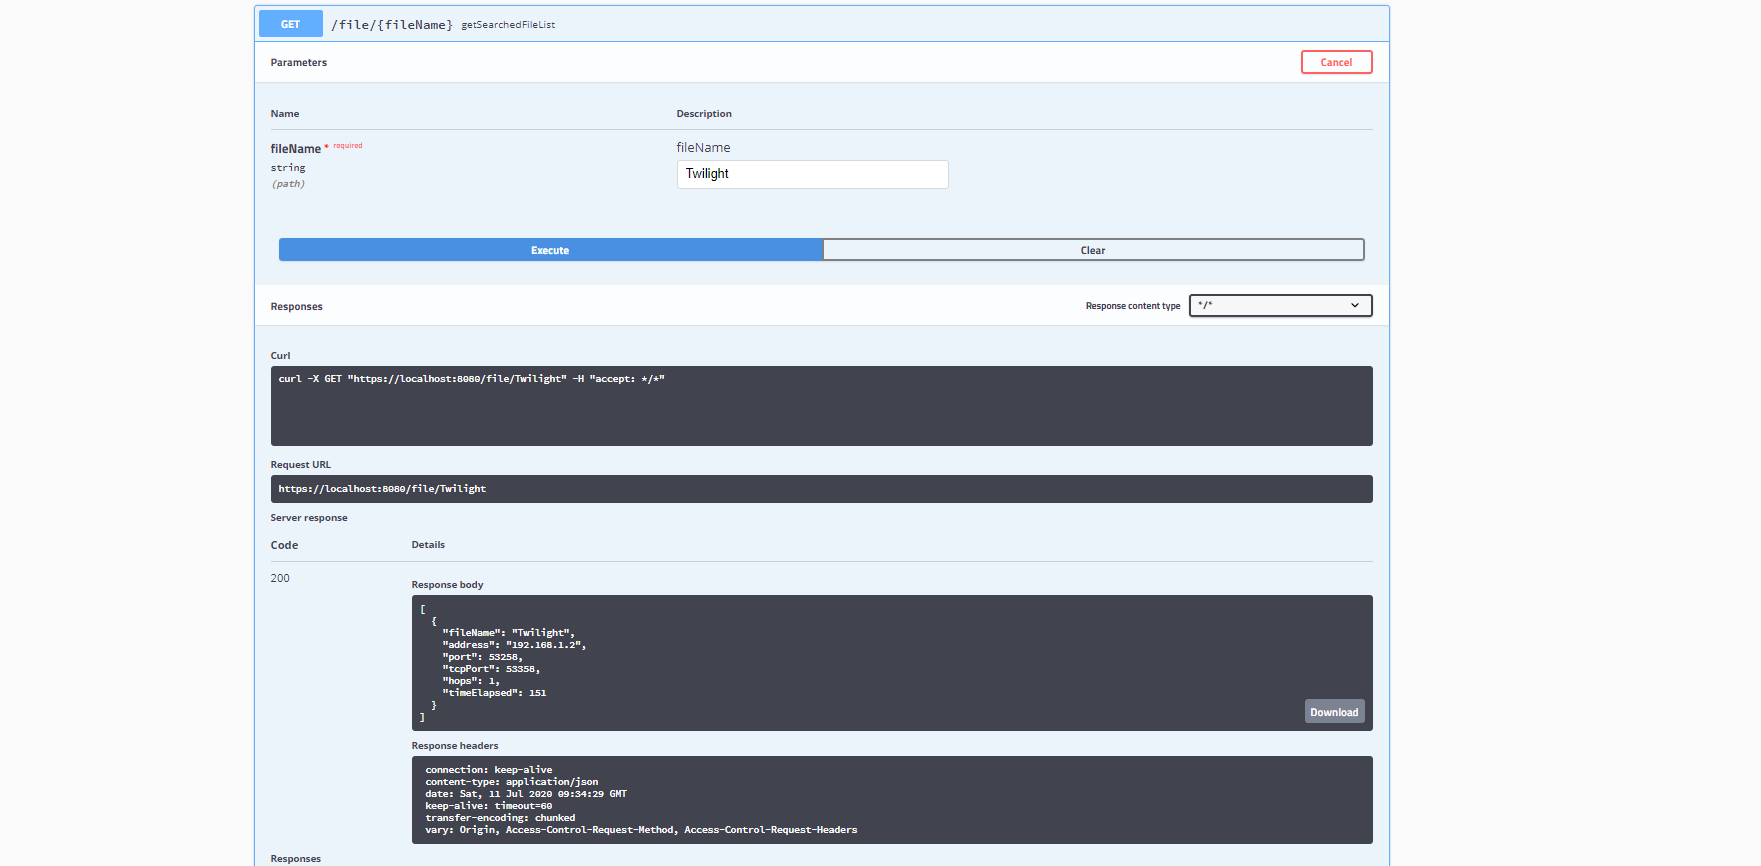 GET /file/{fileName} getSearchedFileList
Parameters
Cancel
Name Description
fileName * required
string
(path)
fileName
Twilight
Execute Clear
Responses
Response content type */*
Curl
curl -X GET "https://localhost:8080/file/Twilight" -H "accept: */*"
Request URL
https://localhost:8080/file/Twilight
Server response
Code Details
200
Response body
[
{
"fileName": "Twilight",
"address": "192.168.1.2",
"port": 53258,
"tcpPort": 53358,
"hops": 1,
"timeElapsed": 151
}
]
Download
Response headers
connection: keep-alive
content-type: application/json
date: Sat, 11 Jul 2020 09:34:29 GMT
keep-alive: timeout=60
transfer-encoding: chunked
vary: Origin, Access-Control-Request-Method, Access-Control-Request-Headers
Responses